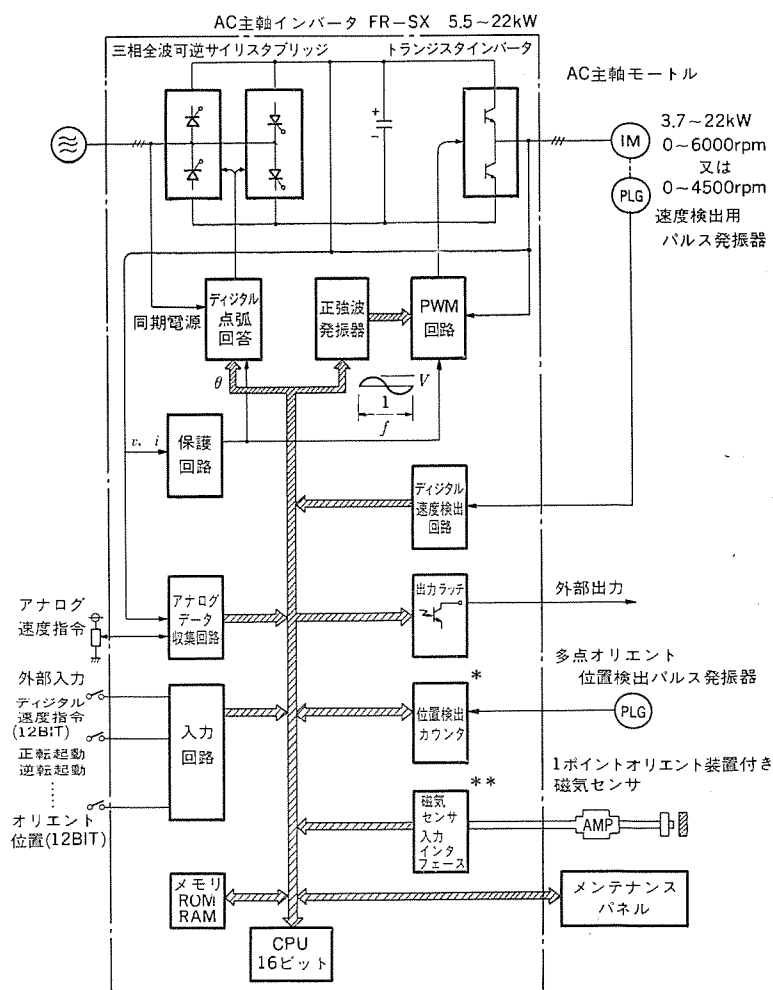 AC主軸インバータ FR-SX 5.5~22kW
三相全波可逆サイリスタブリッジ
トランジスタインバータ
AC主軸モートル
IM
3.7~22kW
0~6000rpm
又は
0~4500rpm
PLG
速度検出用
パルス発振器
同期電源
ディジタル
点弧
回答
正強波
発振器
PWM
回路
θ
V
1
f
v、i
保護
回路
ディジタル
速度検出
回路
アナログ
速度指令
アナログ
データ
収集回路
出力ラッチ
外部出力
外部入力
ディジタル
速度指令
(12BIT)
正転起動
逆転起動
……
オリエント
位置(12BIT)
入力
回路
*
位置検出
カウンタ
多点オリエント
位置検出パルス発振器
PLG
**
磁気
センサ
入力
インタ
フェース
1ポイントオリエント装置付き
磁気センサ
AMP
メモリ
ROM
RAM
メンテナンス
パネル
CPU
16ビット